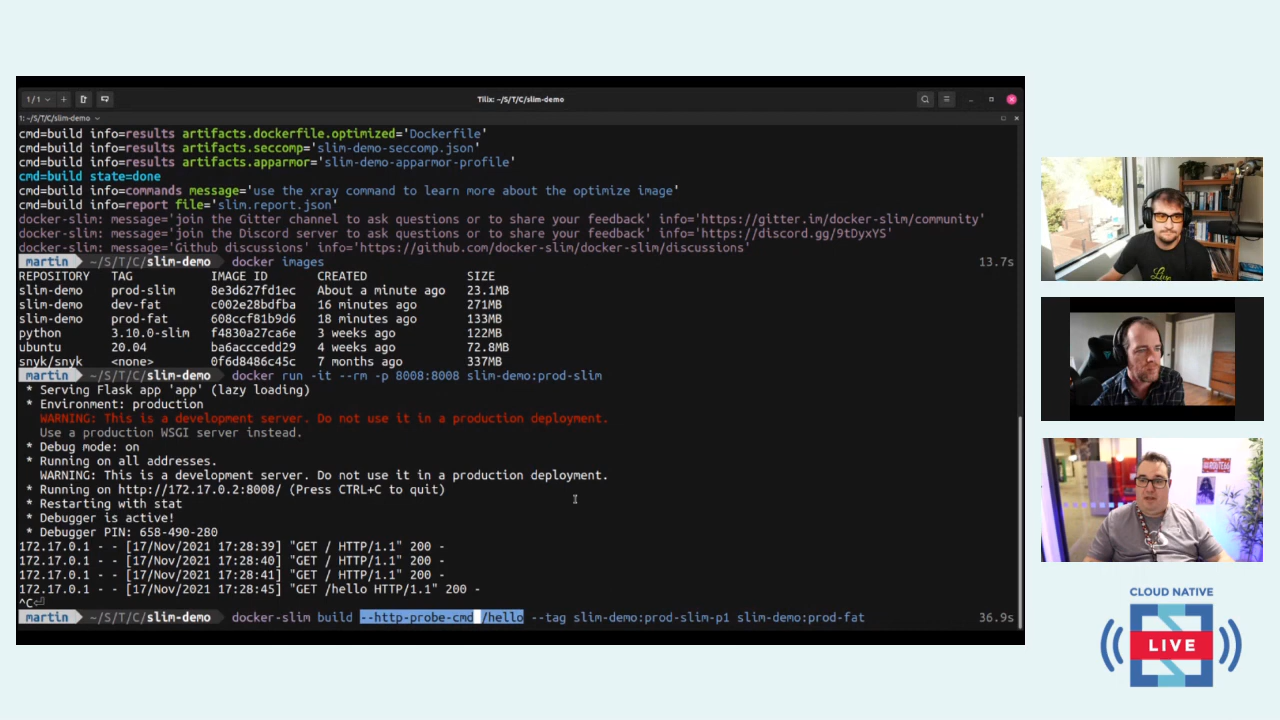 1/1
Tilix: ~/S/T/C/slim-demo
1: ~/S/T/C/slim-demo
cmd=build info=results artifacts.dockerfile.optimized='Dockerfile'
cmd=build info=results artifacts.seccomp='slim-demo-seccomp.json'
cmd=build info=results artifacts.apparmor='slim-demo-apparmor-profile'
cmd=build state=done
cmd=build info=commands message='use the xray command to learn more about the optimize image'
cmd=build info=report file='slim.report.json'
docker-slim: message='join the Gitter channel to ask questions or to share your feedback' info='https://gitter.im/docker-slim/community'
docker-slim: message='join the Discord server to ask questions or to share your feedback' info='https://discord.gg/9tDyxYS'
docker-slim: message='Github discussions' info='https://github.com/docker-slim/docker-slim/discussions'
martin ~/S/T/C/slim-demo docker images 13.7s
REPOSITORY TAG IMAGE ID CREATED SIZE
slim-demo prod-slim 8e3d627fd1ec About a minute ago 23.1MB
slim-demo dev-fat c002e28bdfba 16 minutes ago 271MB
slim-demo prod-fat 608ccf81b9d6 18 minutes ago 133MB
python 3.10.0-slim f4830a27ca6e 3 weeks ago 122MB
ubuntu 20.04 ba6acccedd29 4 weeks ago 72.8MB
snyk/snyk <none> 0f6d8486c45c 7 months ago 337MB
martin ~/S/T/C/slim-demo docker run -it --rm -p 8008:8008 slim-demo:prod-slim
* Serving Flask app 'app' (lazy loading)
* Environment: production
WARNING: This is a development server. Do not use it in a production deployment.
Use a production WSGI server instead.
* Debug mode: on
* Running on all addresses.
WARNING: This is a development server. Do not use it in a production deployment.
* Running on http://172.17.0.2:8008/ (Press CTRL+C to quit)
* Restarting with stat
* Debugger is active!
* Debugger PIN: 658-490-280
172.17.0.1 - - [17/Nov/2021 17:28:39] "GET / HTTP/1.1" 200 -
172.17.0.1 - - [17/Nov/2021 17:28:40] "GET / HTTP/1.1" 200 -
172.17.0.1 - - [17/Nov/2021 17:28:41] "GET / HTTP/1.1" 200 -
172.17.0.1 - - [17/Nov/2021 17:28:45] "GET /hello HTTP/1.1" 200 -
^C⏎
martin ~/S/T/C/slim-demo docker-slim build --http-probe-cmd /hello --tag slim-demo:prod-slim-p1 slim-demo:prod-fat 36.9s
CLOUD NATIVE
LIVE